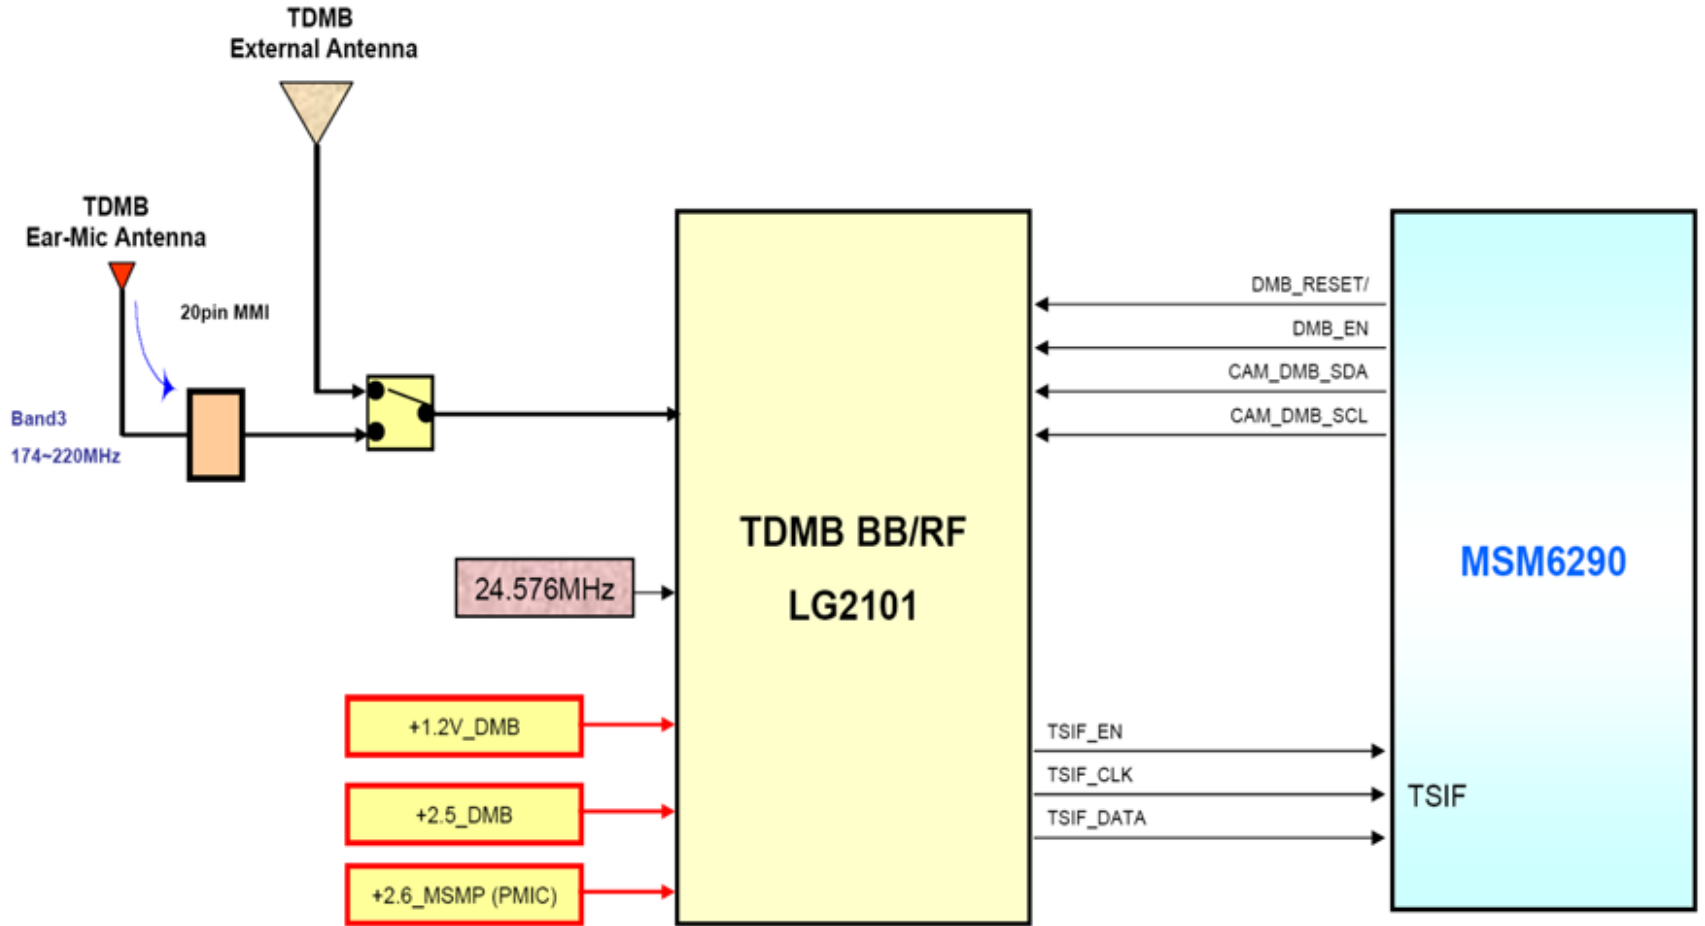 TDMB
External Antenna
TDMB
Ear-Mic Antenna
20pin MMI
Band3
174~220MHz
24.576MHz
+1.2V_DMB
+2.5_DMB
+2.6_MSMP (PMIC)
TDMB BB/RF
LG2101
DMB_RESET/
DMB_EN
CAM_DMB_SDA
CAM_DMB_SCL
TSIF_EN
TSIF_CLK
TSIF_DATA
MSM6290
TSIF